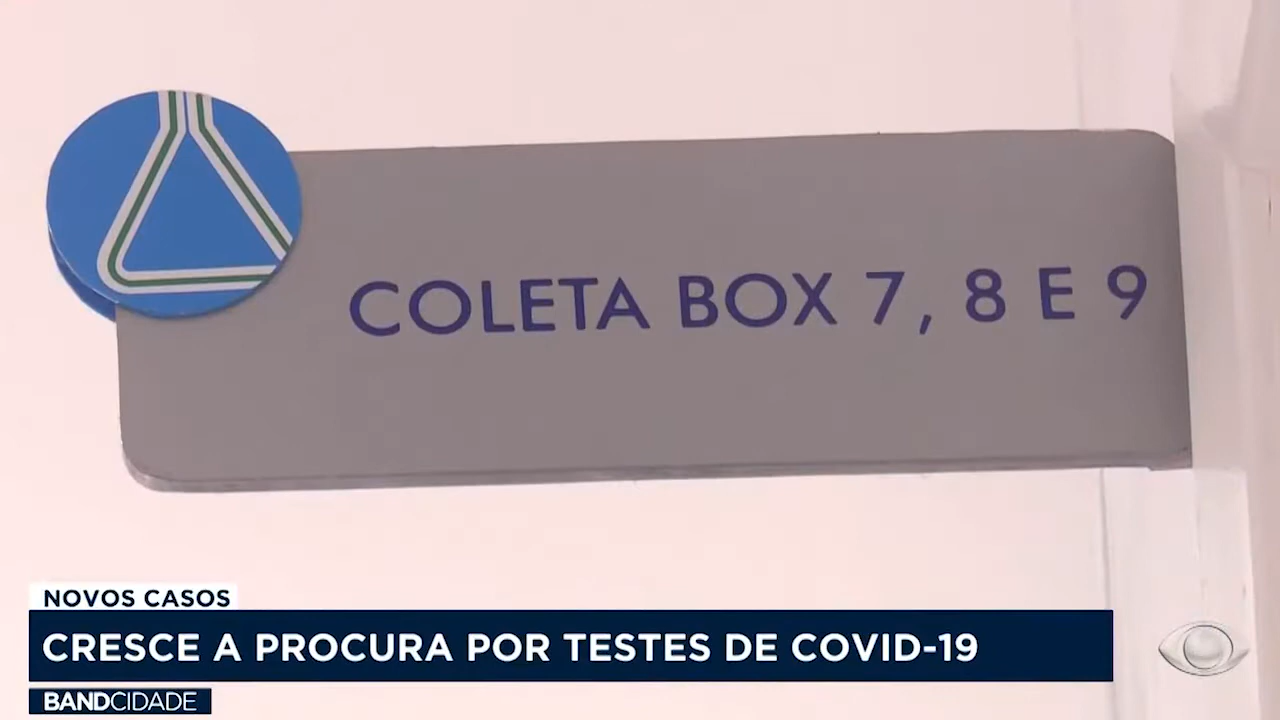 COLETA BOX 7, 8 E 9
NOVOS CASOS
CRESCE A PROCURA POR TESTES DE COVID-19
BANDCIDADE